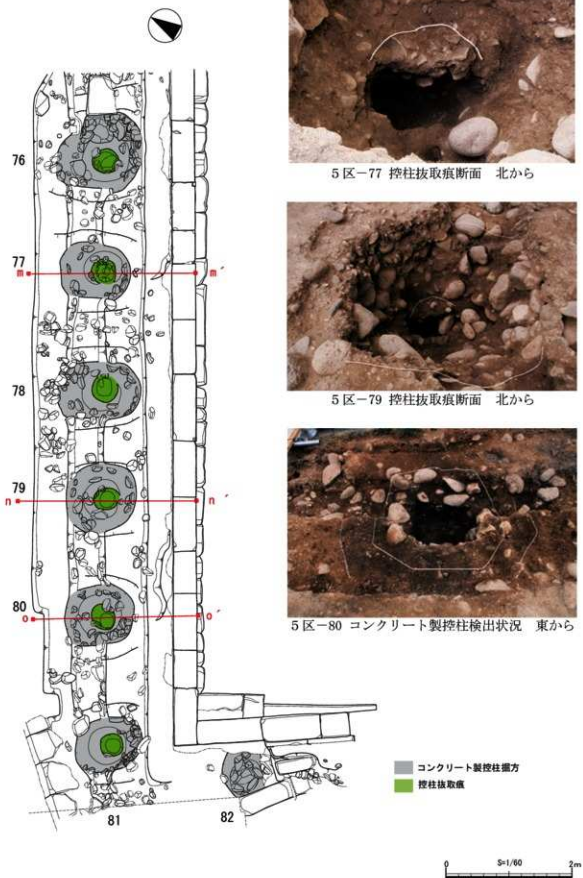 76
77
m m´
78
79
n n´
80
o o´
81
82
5区-77 控柱抜取痕断面 北から
5区-79 控柱抜取痕断面 北から
5区-80 コンクリート製控柱検出状況 東から
コンクリート製控柱掘方
控柱抜取痕
0 S=1/60 2m